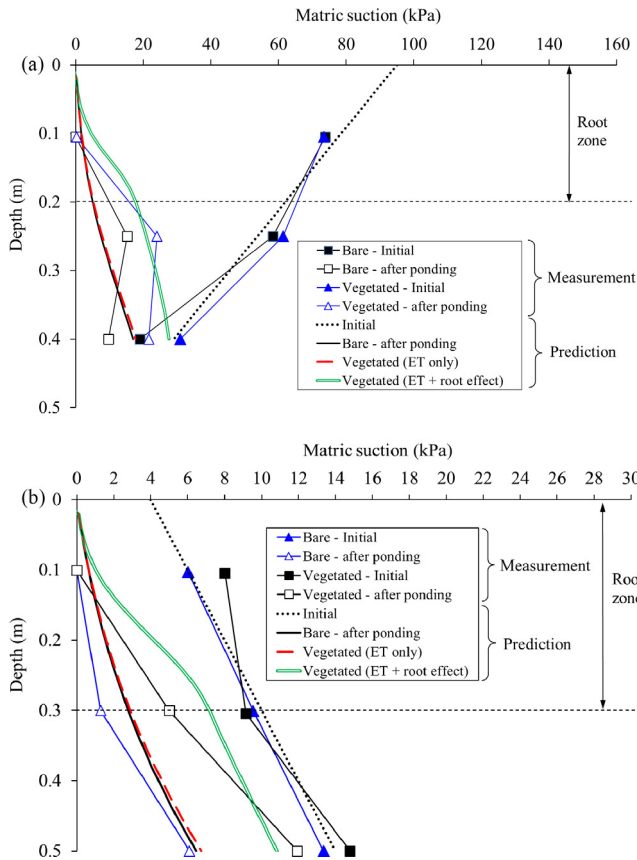 Matric suction (kPa)
0 20 40 60 80 100 120 140 160
(a)
0
0.1
0.2
0.3
0.4
0.5
Depth (m)
Root
zone
Bare - Initial
Bare - after ponding
Vegetated - Initial
Vegetated - after ponding
Initial
Bare - after ponding
Vegetated (ET only)
Vegetated (ET + root effect)
Measurement
Prediction
Matric suction (kPa)
0 2 4 6 8 10 12 14 16 18 20 22 24 26 28 30
(b)
0
0.1
0.2
0.3
0.4
0.5
Depth (m)
Root
zone
Bare - Initial
Bare - after ponding
Vegetated - Initial
Vegetated - after ponding
Initial
Bare - after ponding
Vegetated (ET only)
Vegetated (ET + root effect)
Measurement
Prediction